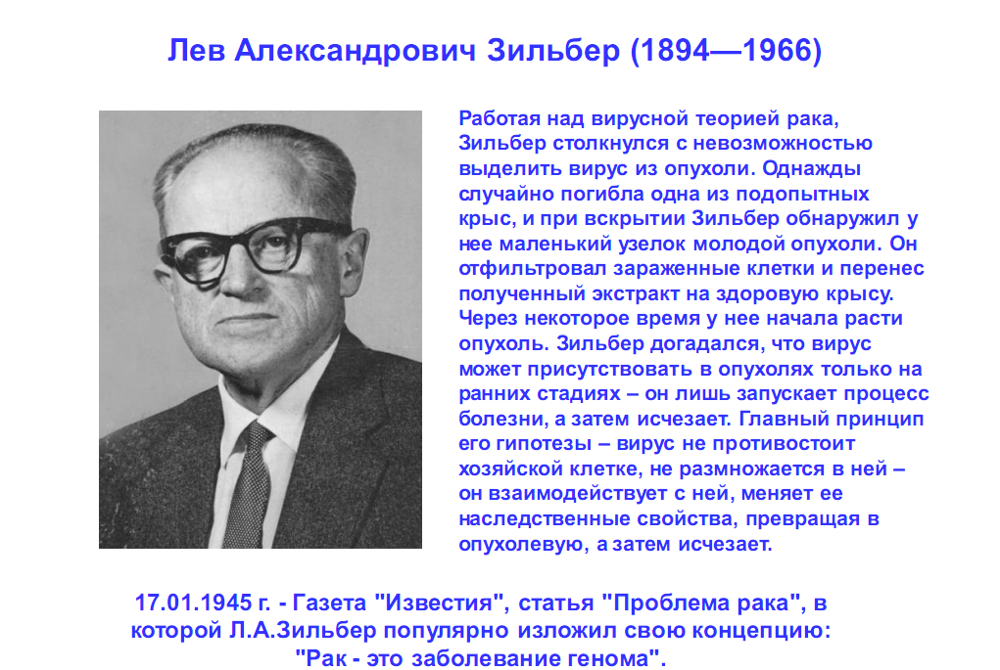 Лев Александрович Зильбер (1894—1966)
Работая над вирусной теорией рака,
Зильбер столкнулся с невозможностью
выделить вирус из опухоли. Однажды
случайно погибла одна из подопытных
крыс, и при вскрытии Зильбер обнаружил у
нее маленький узелок молодой опухоли. Он
отфильтровал зараженные клетки и перенес
полученный экстракт на здоровую крысу.
Через некоторое время у нее начала расти
опухоль. Зильбер догадался, что вирус
может присутствовать в опухолях только на
ранних стадиях – он лишь запускает процесс
болезни, а затем исчезает. Главный принцип
его гипотезы – вирус не противостоит
хозяйской клетке, не размножается в ней –
он взаимодействует с ней, меняет ее
наследственные свойства, превращая в
опухолевую, а затем исчезает.
17.01.1945 г. - Газета "Известия", статья "Проблема рака", в
которой Л.А.Зильбер популярно изложил свою концепцию:
"Рак - это заболевание генома".